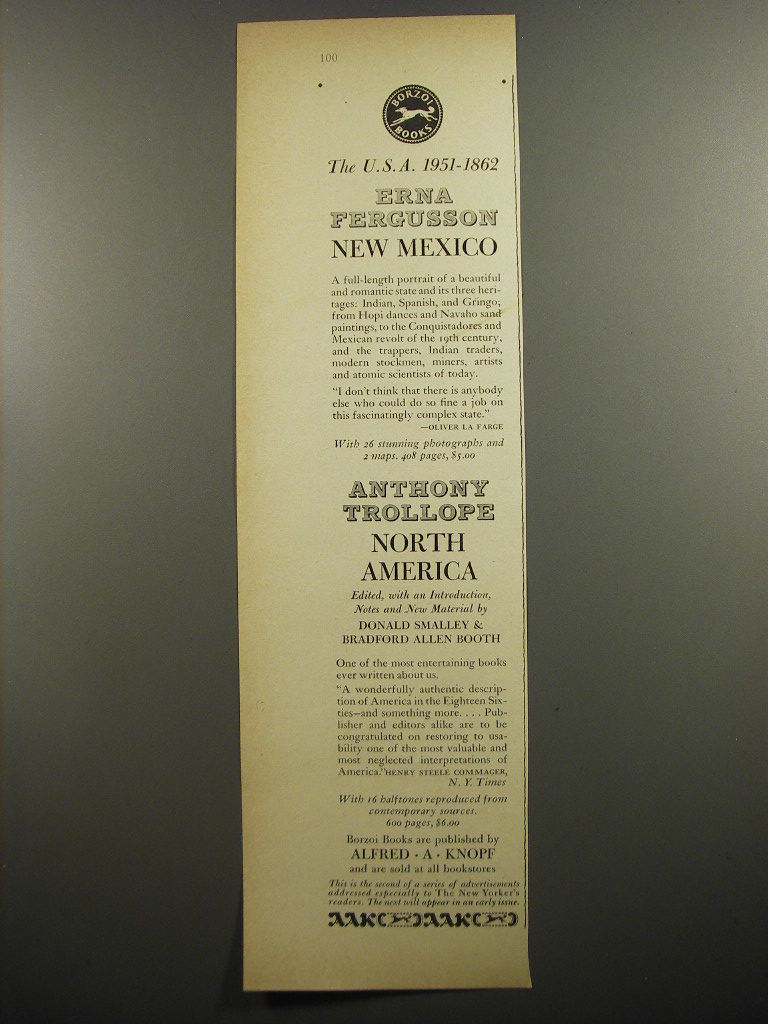 100
BORZOI
BOOKS
The U.S.A. 1951-1862
ERNA
FERGUSSON
NEW MEXICO
A full-length portrait of a beautiful
and romantic state and its three heri-
tages: Indian, Spanish, and Gringo;
from Hopi dances and Navaho sand
paintings, to the Conquistadores and
Mexican revolt of the 19th century,
and the trappers, Indian traders,
modern stockmen, miners, artists
and atomic scientists of today.
"I don't think that there is anybody
else who could do so fine a job on
this fascinatingly complex state."
—OLIVER LA FARGE
With 26 stunning photographs and
2 maps. 408 pages, $5.00
ANTHONY
TROLLOPE
NORTH
AMERICA
Edited, with an Introduction,
Notes and New Material by
DONALD SMALLEY &
BRADFORD ALLEN BOOTH
One of the most entertaining books
ever written about us.
"A wonderfully authentic descrip-
tion of America in the Eighteen Six-
ties—and something more. . . . Pub-
lisher and editors alike are to be
congratulated on restoring to usa-
bility one of the most valuable and
most neglected interpretations of
America."HENRY STEELE COMMAGER,
N. Y. Times
With 16 halftones reproduced from
contemporary sources.
600 pages, $6.00
Borzoi Books are published by
ALFRED · A · KNOPF
and are sold at all bookstores
This is the second of a series of advertisements
addressed especially to The New Yorker's
readers. The next will appear in an early issue.
AAK AAK